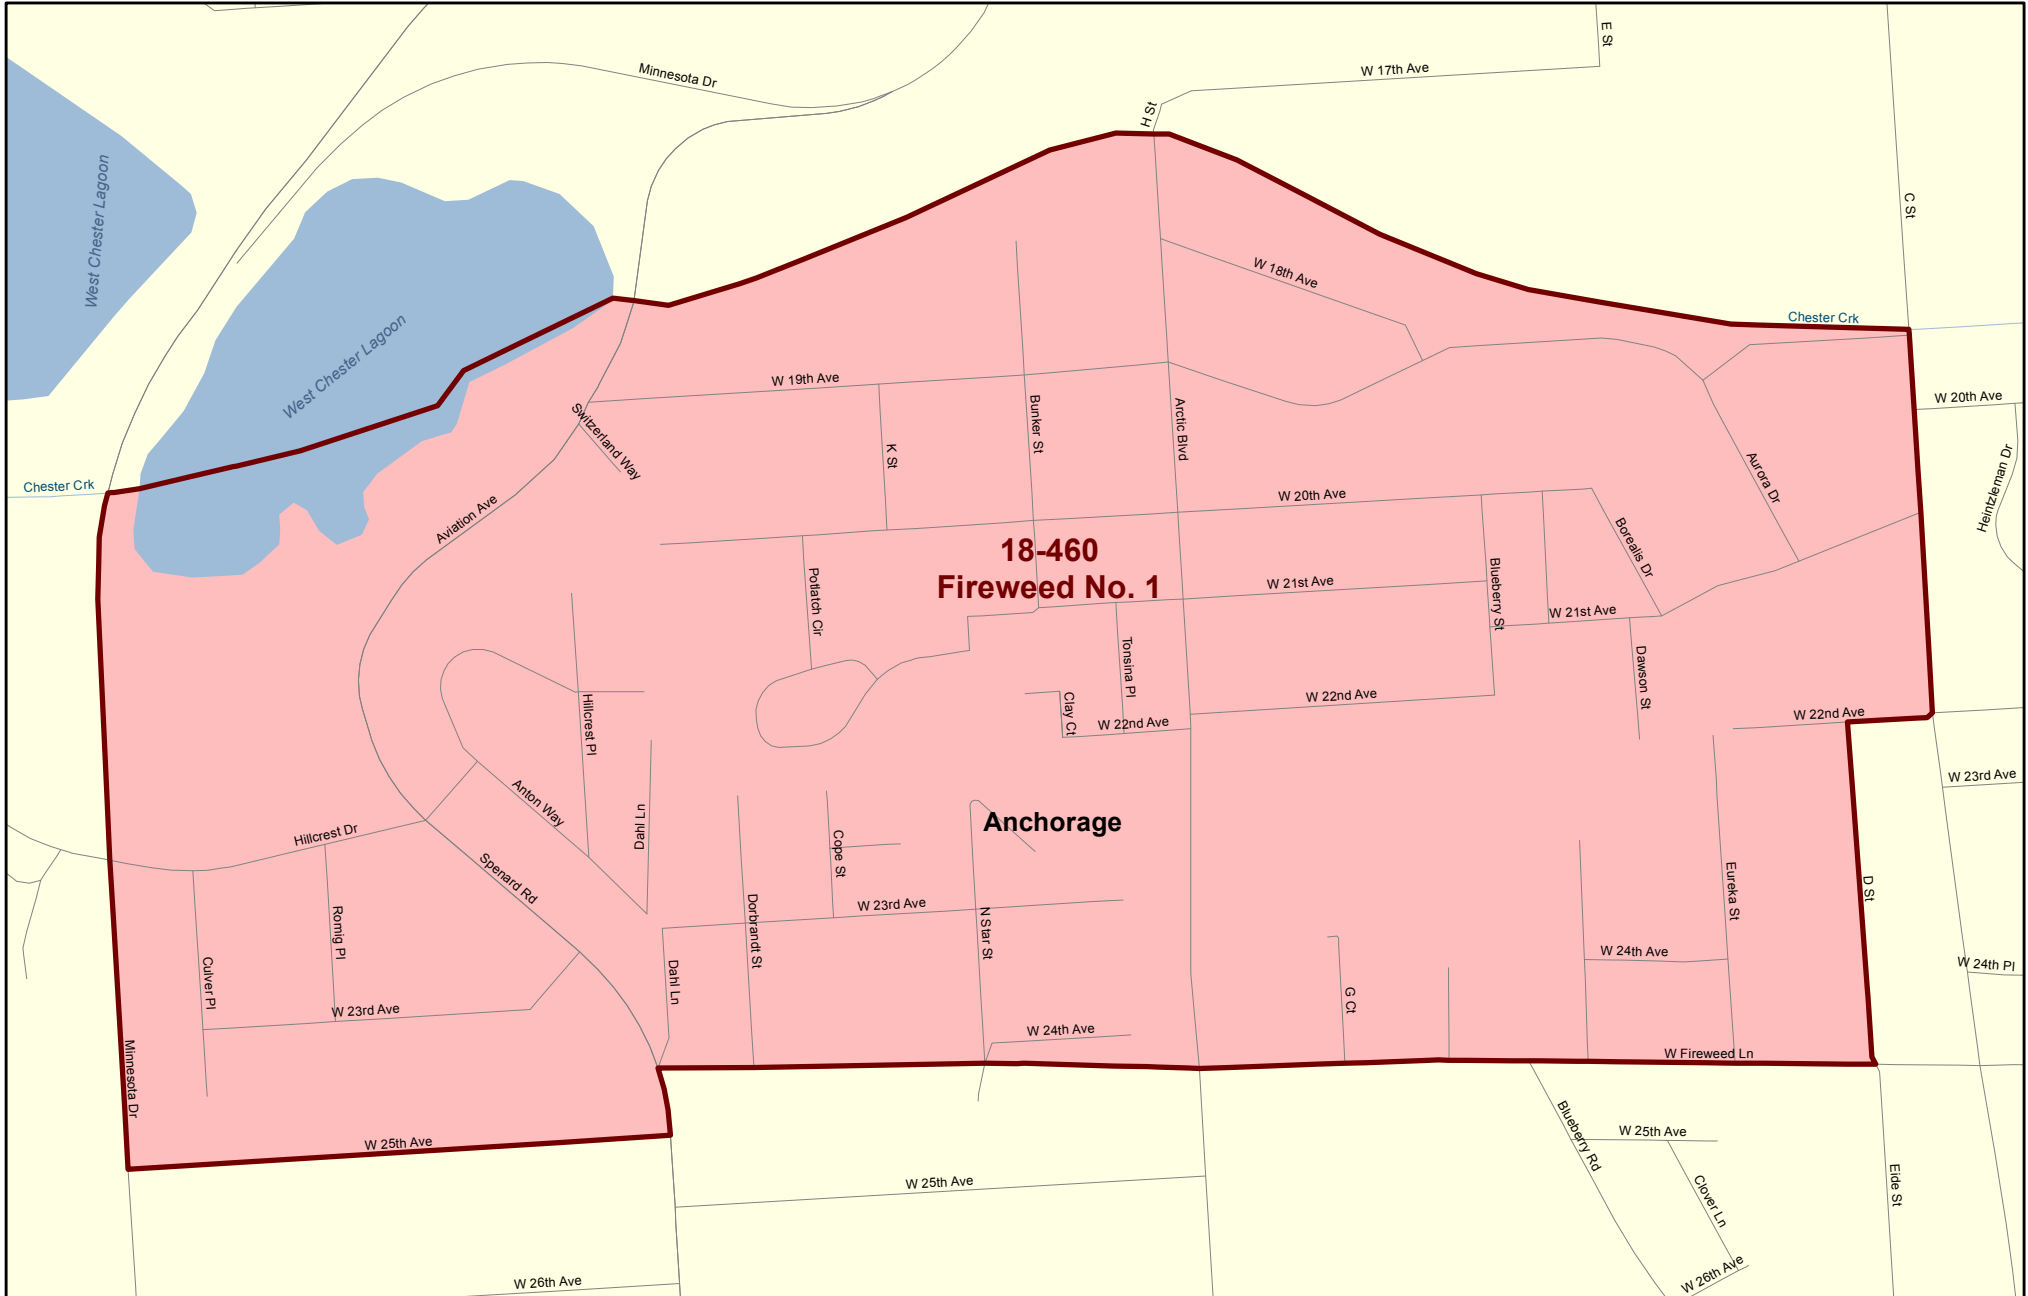 E St
Minnesota Dr
W 17th Ave
H St
West Chester Lagoon
C St
W 18th Ave
Chester Crk
West Chester Lagoon
W 19th Ave
W 20th Ave
Switzerland Way
Bunker St
Arctic Blvd
K St
Aurora Dr
Heintzleman Dr
Chester Crk
W 20th Ave
Aviation Ave
Borealis Dr
18-460
Fireweed No. 1
Potlatch Cir
Blueberry St
W 21st Ave
W 21st Ave
Tonsina Pl
Dawson St
Hillcrest Pl
Clay Ct
W 22nd Ave
W 22nd Ave
W 22nd Ave
W 23rd Ave
Anton Way
Dahl Ln
Anchorage
Hillcrest Dr
Cope St
Spenard Rd
Eureka St
D St
W 23rd Ave
Dorbrandt St
N Star St
Romig Pl
W 24th Ave
W 24th Pl
Culver Pl
Dahl Ln
G Ct
W 23rd Ave
W 24th Ave
W Fireweed Ln
Minnesota Dr
W 25th Ave
Blueberry Rd
W 25th Ave
W 25th Ave
Eide St
Clover Ln
W 26th Ave
W 26th Ave